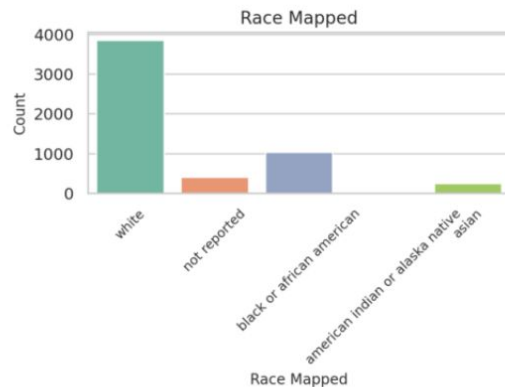 Race Mapped
4000
3000
2000
1000
0
Count
white
not reported
black or african american
american indian or alaska native
asian
Race Mapped